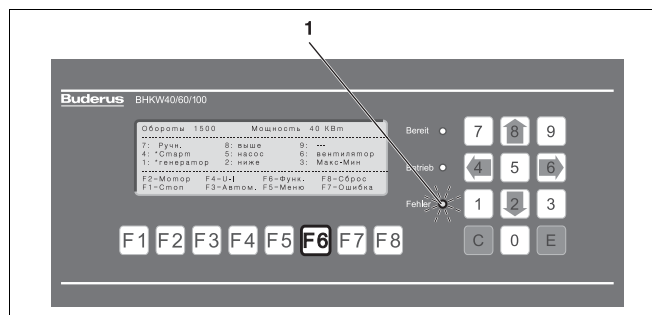 1
Buderus BHKW40/60/100
Обороты 1500 Мощность 40 КВт
7: Ручн. 8: выше 9: ---
4: *Старт 5: насос 6: вентилятор
1: *генератор 2: ниже 3: Макс-Мин
F2-Мотор F4-U-I F6-Функ. F8-Сброс
F1-Стоп F3-Автом. F5-Меню F7-Ошибка
Bereit
Betrieb
Fehler
7 8 9
4 5 6
1 2 3
C 0 E
F1 F2 F3 F4 F5 F6 F7 F8